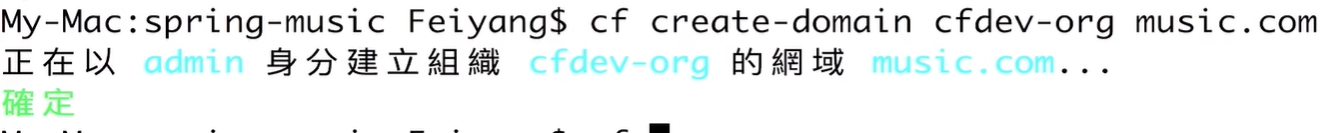 My-Mac:spring-music Feiyang$ cf create-domain cfdev-org music.com
正在以 admin 身分建立組織 cfdev-org 的網域 music.com...
確定